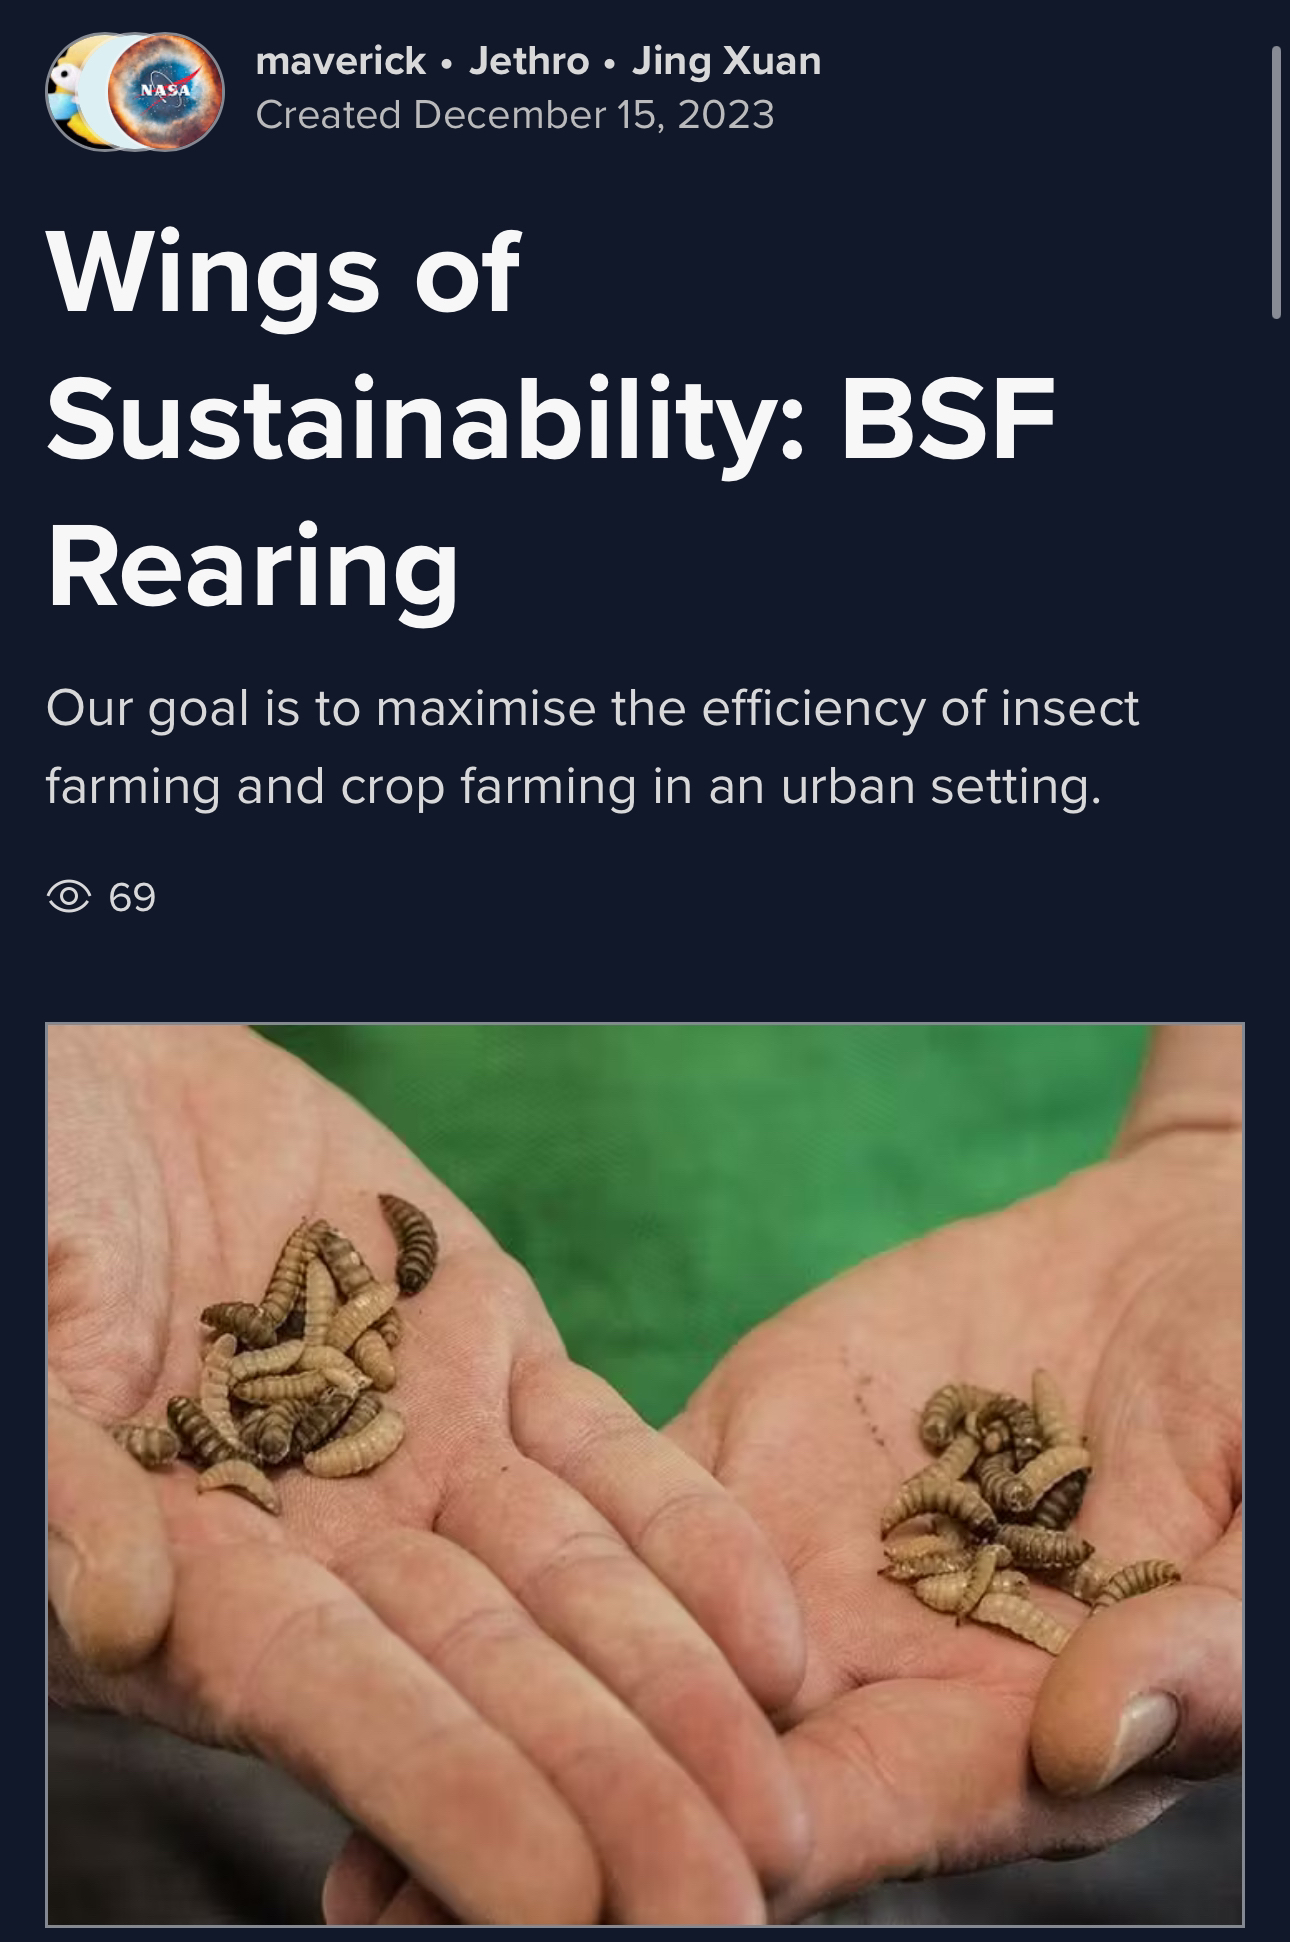 maverick • Jethro • Jing Xuan
Created December 15, 2023
NASA
Wings of
Sustainability: BSF
Rearing
Our goal is to maximise the efficiency of insect
farming and crop farming in an urban setting.
69